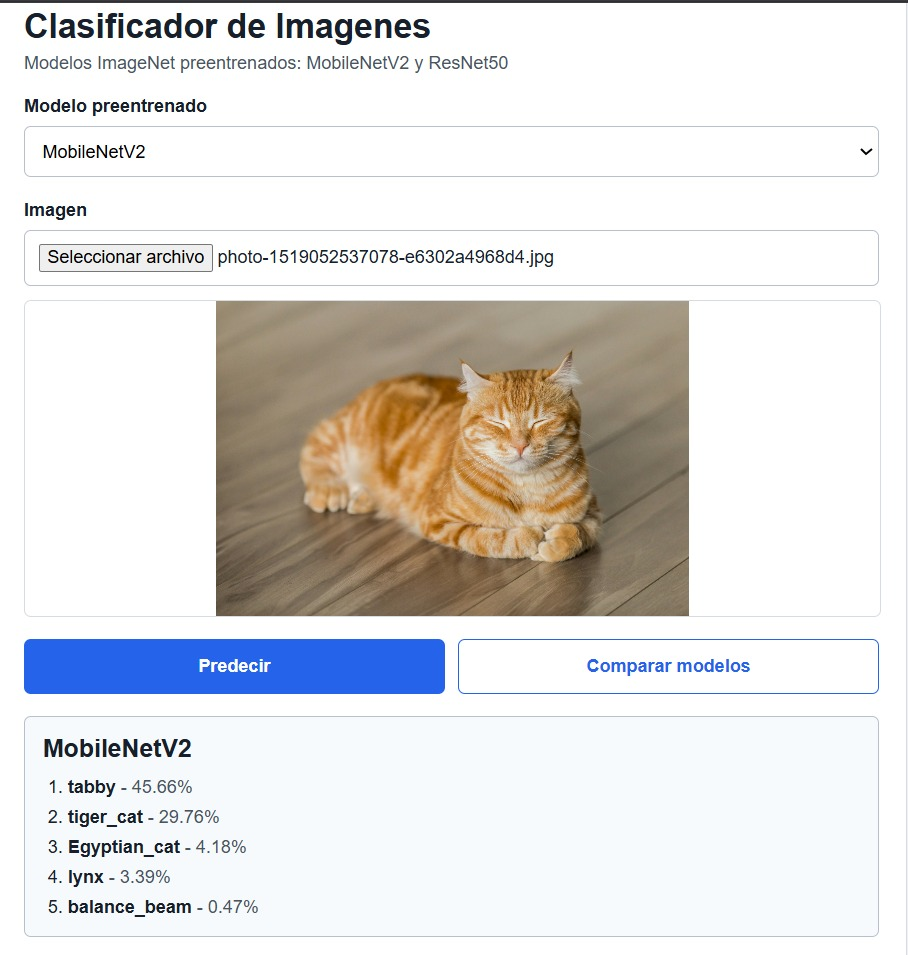 Clasificador de Imagenes
Modelos ImageNet preentrenados: MobileNetV2 y ResNet50
Modelo preentrenado
MobileNetV2
Imagen
Seleccionar archivo photo-1519052537078-e6302a4968d4.jpg
Predecir
Comparar modelos
MobileNetV2
1. tabby - 45.66%
2. tiger_cat - 29.76%
3. Egyptian_cat - 4.18%
4. lynx - 3.39%
5. balance_beam - 0.47%